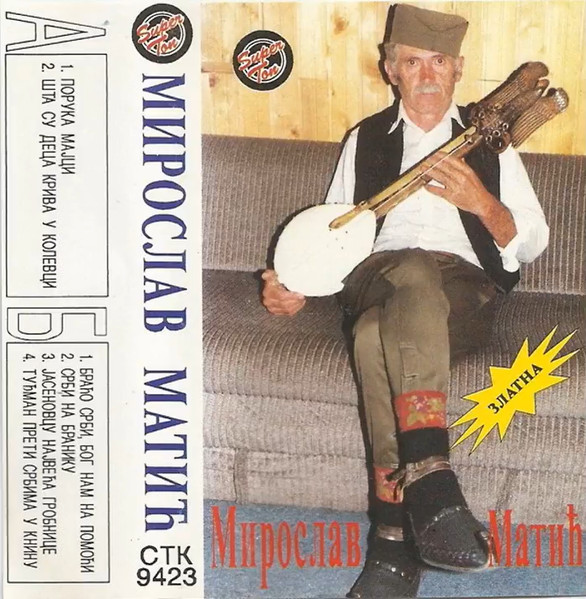 А
1. ПОРУКА МАЈЦИ
2. ШТА СУ ДЕЦА КРИВА У КОЛЕВЦИ
Б
1. БРАЋО СРБИ, БОГ НАМ НА ПОМОЋИ
2. СРБИ НА БРАНИКУ
3. ЈАСЕНОВЦУ НАЈВЕЋА ГРОБНИЦЕ
4. ТУЂМАН ПРЕТИ СРБИМА У КНИНУ
Super Ton
МИРОСЛАВ МАТИЋ
СТК
9423
Super Ton
ЗЛАТНА
Мирослав Матић